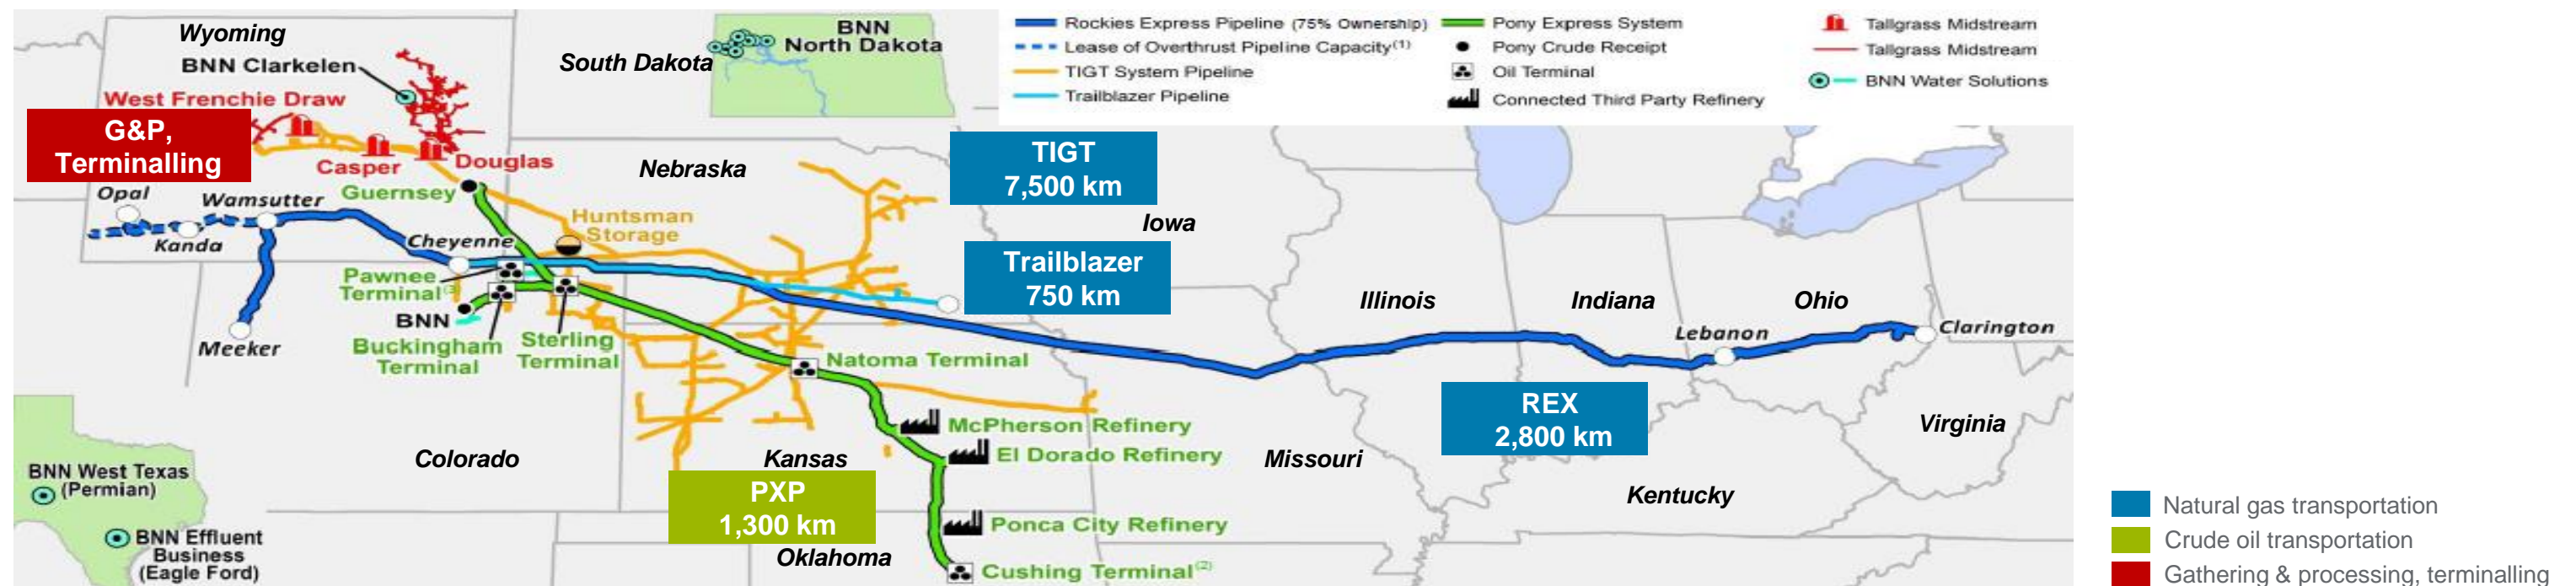 Rockies Express Pipeline (75% Ownership)
Lease of Overthrust Pipeline Capacity(1)
TIGT System Pipeline
Trailblazer Pipeline
Pony Express System
Pony Crude Receipt
Oil Terminal
Connected Third Party Refinery
Tallgrass Midstream
Tallgrass Midstream
BNN Water Solutions
Wyoming
BNN Clarkelen
West Frenchie Draw
G&P,
Terminalling
Casper
Douglas
Guernsey
South Dakota
BNN
North Dakota
Nebraska
TIGT
7,500 km
Iowa
Opal
Wamsutter
Kanda
Cheyenne
Huntsman
Storage
Trailblazer
750 km
Pawnee
Terminal(3)
BNN
Meeker
Buckingham
Terminal
Sterling
Terminal
Natoma Terminal
Illinois
Indiana
Ohio
Lebanon
Clarington
REX
2,800 km
Virginia
McPherson Refinery
El Dorado Refinery
Colorado
Kansas
Missouri
Kentucky
PXP
1,300 km
Ponca City Refinery
Oklahoma
Cushing Terminal(2)
BNN West Texas
(Permian)
BNN Effluent
Business
(Eagle Ford)
Natural gas transportation
Crude oil transportation
Gathering & processing, terminalling